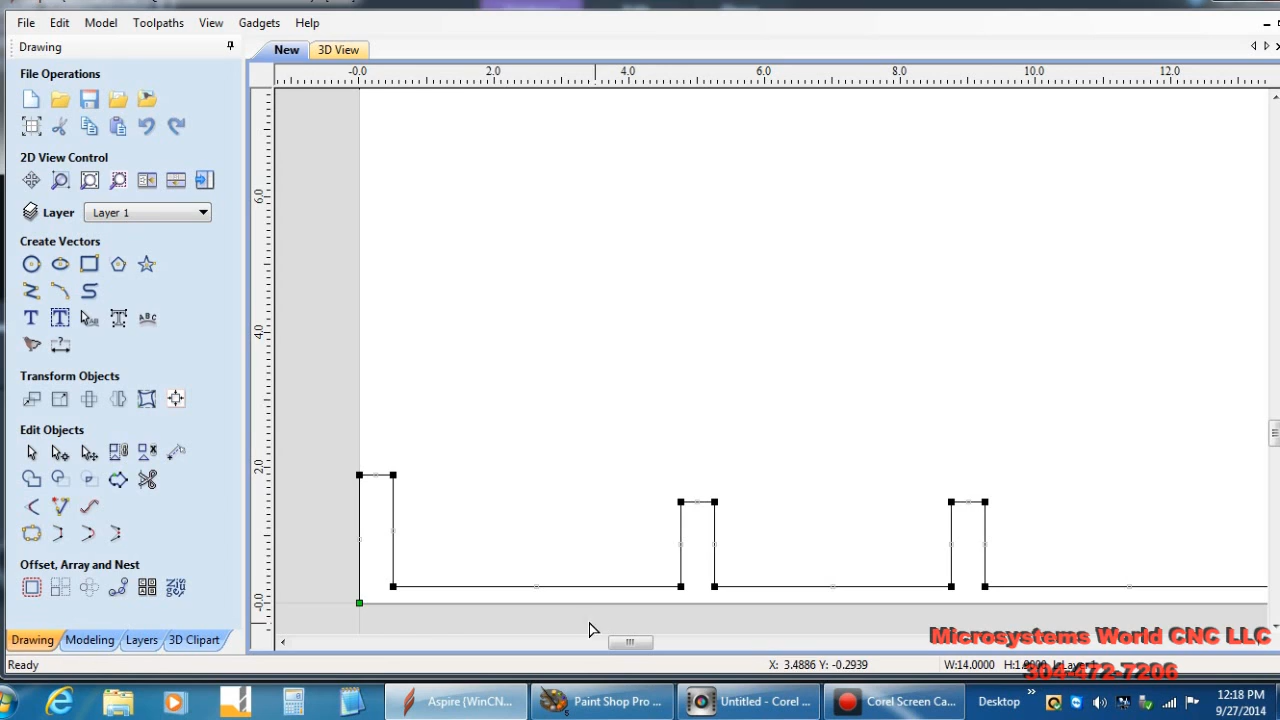 File Edit Model Toolpaths View Gadgets Help
Drawing
New 3D View
File Operations
-0.0 2.0 4.0 6.0 8.0 10.0 12.0
2D View Control
6.0
Layer Layer 1
Create Vectors
4.0
Transform Objects
Edit Objects
2.0
Offset, Array and Nest
-0.0
Drawing Modeling Layers 3D Clipart
Microsystems World CNC LLC
Ready X: 3.4886 Y: -0.2939 W:14.0000
304-472-7206
Aspire {WinCN... Paint Shop Pro ... Untitled - Corel ... Corel Screen Ca... Desktop
12:18 PM
9/27/2014